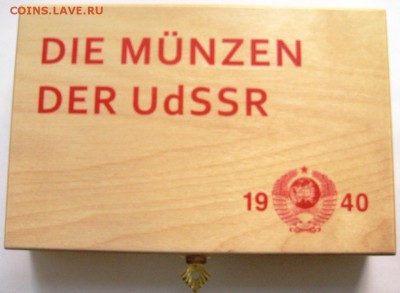 COINS.LAVE.RU
DIE MÜNZEN
DER UdSSR
19 40